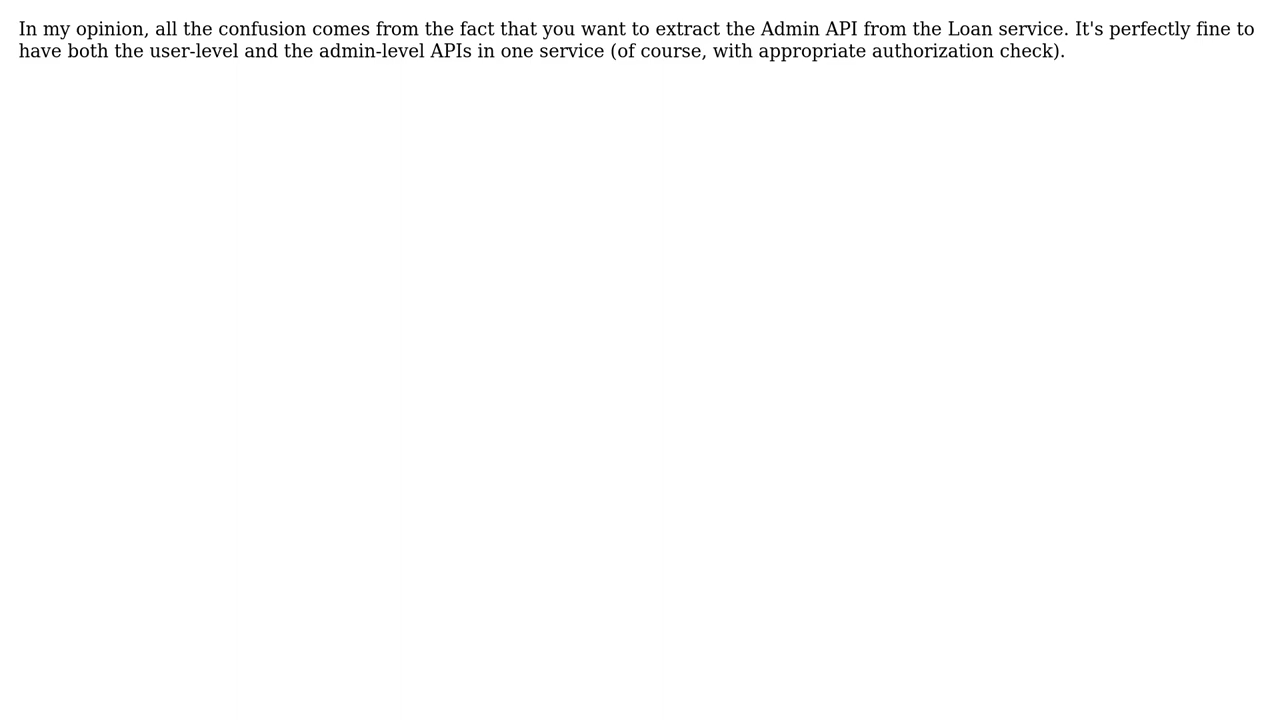 In my opinion, all the confusion comes from the fact that you want to extract the Admin API from the Loan service. It's perfectly fine to
have both the user-level and the admin-level APIs in one service (of course, with appropriate authorization check).